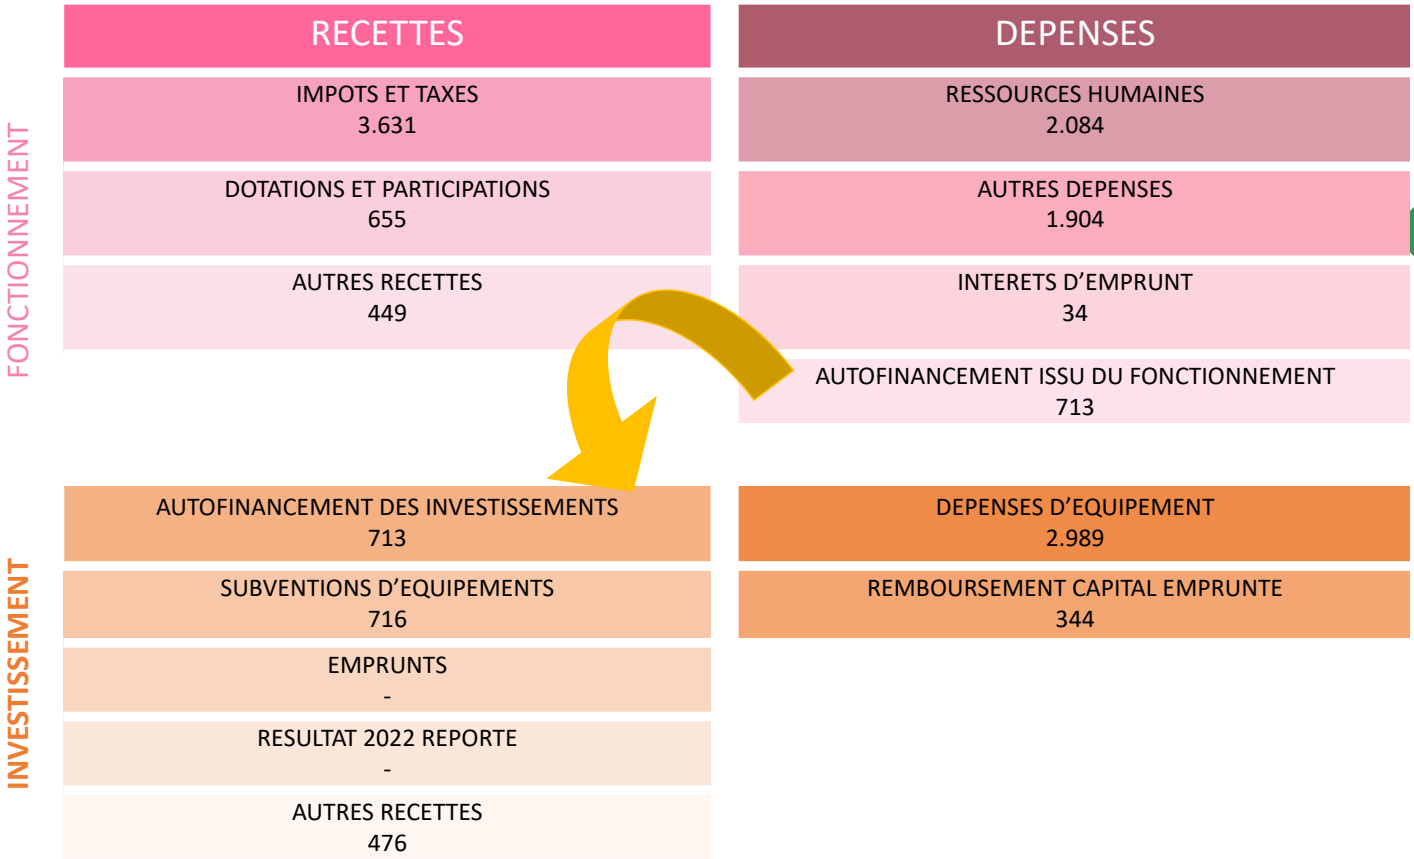 RECETTES
DEPENSES
FONCTIONNEMENT
IMPOTS ET TAXES
3.631
RESSOURCES HUMAINES
2.084
DOTATIONS ET PARTICIPATIONS
655
AUTRES DEPENSES
1.904
AUTRES RECETTES
449
INTERETS D’EMPRUNT
34
AUTOFINANCEMENT ISSU DU FONCTIONNEMENT
713
INVESTISSEMENT
AUTOFINANCEMENT DES INVESTISSEMENTS
713
DEPENSES D’EQUIPEMENT
2.989
SUBVENTIONS D’EQUIPEMENTS
716
REMBOURSEMENT CAPITAL EMPRUNTE
344
EMPRUNTS
-
RESULTAT 2022 REPORTE
-
AUTRES RECETTES
476